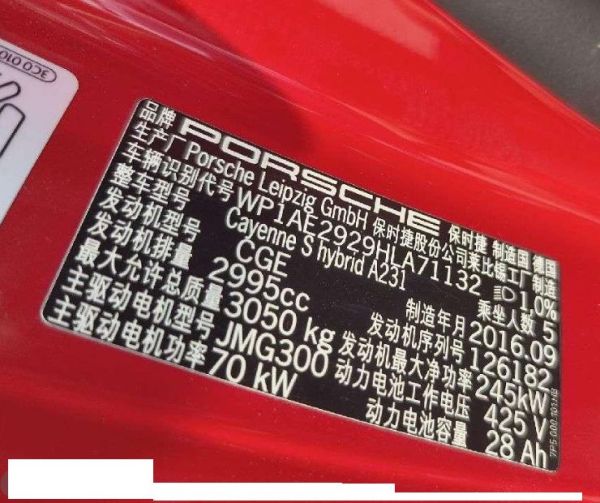 品牌 PORSCHE 保时捷 制造国 德国
生产厂 Porsche Leipzig GmbH 保时捷股份公司莱比锡工厂制造
车辆识别代号 WP1AE2929HLA71132 1.0%
整车型号 Cayenne S hybrid A231 乘坐人数 5
发动机型号 CGE 制造年月 2016.09
发动机排量 2995cc 发动机序列号 126182
最大允许总质量 3050 kg 发动机最大净功率 245kW
主驱动电机型号 JMG300 动力电池工作电压 425 V
主驱动电机功率 70 kW 动力电池容量 28 Ah